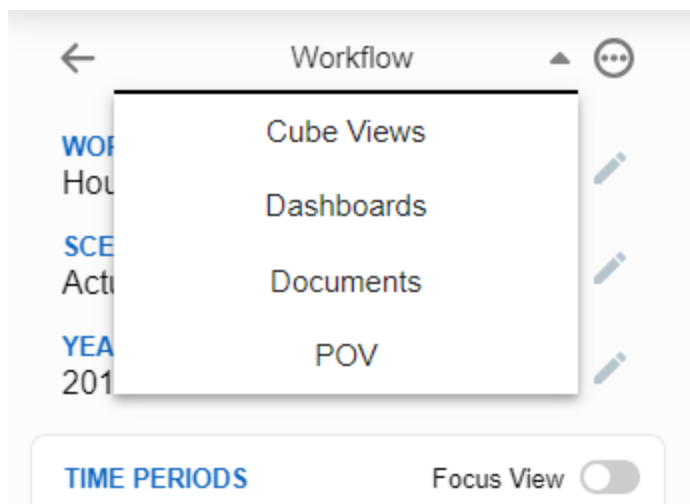 Workflow
Cube Views
Dashboards
Documents
POV
TIME PERIODS
Focus View